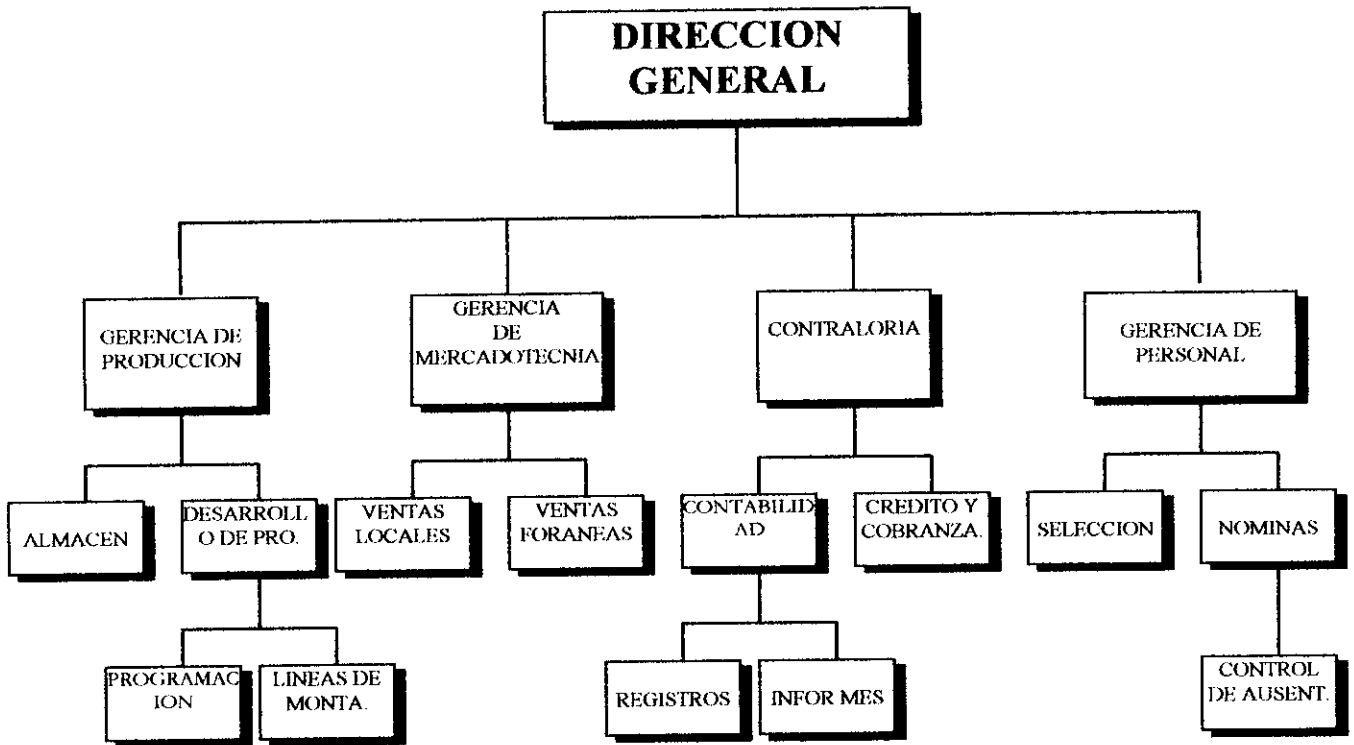 DIRECCION
GENERAL
GERENCIA DE
PRODUCCION
GERENCIA
DE
MERCADOTECNIA
CONTRALORIA
GERENCIA DE
PERSONAL
ALMACEN
DESARROLL
O DE PRO.
VENTAS
LOCALES
VENTAS
FORANEAS
CONTABILID
AD
CREDITO Y
COBRANZA.
SELECCION
NOMINAS
PROGRAMAC
ION
LINEAS DE
MONTA.
REGISTROS
INFOR MES
CONTROL
DE AUSENT.